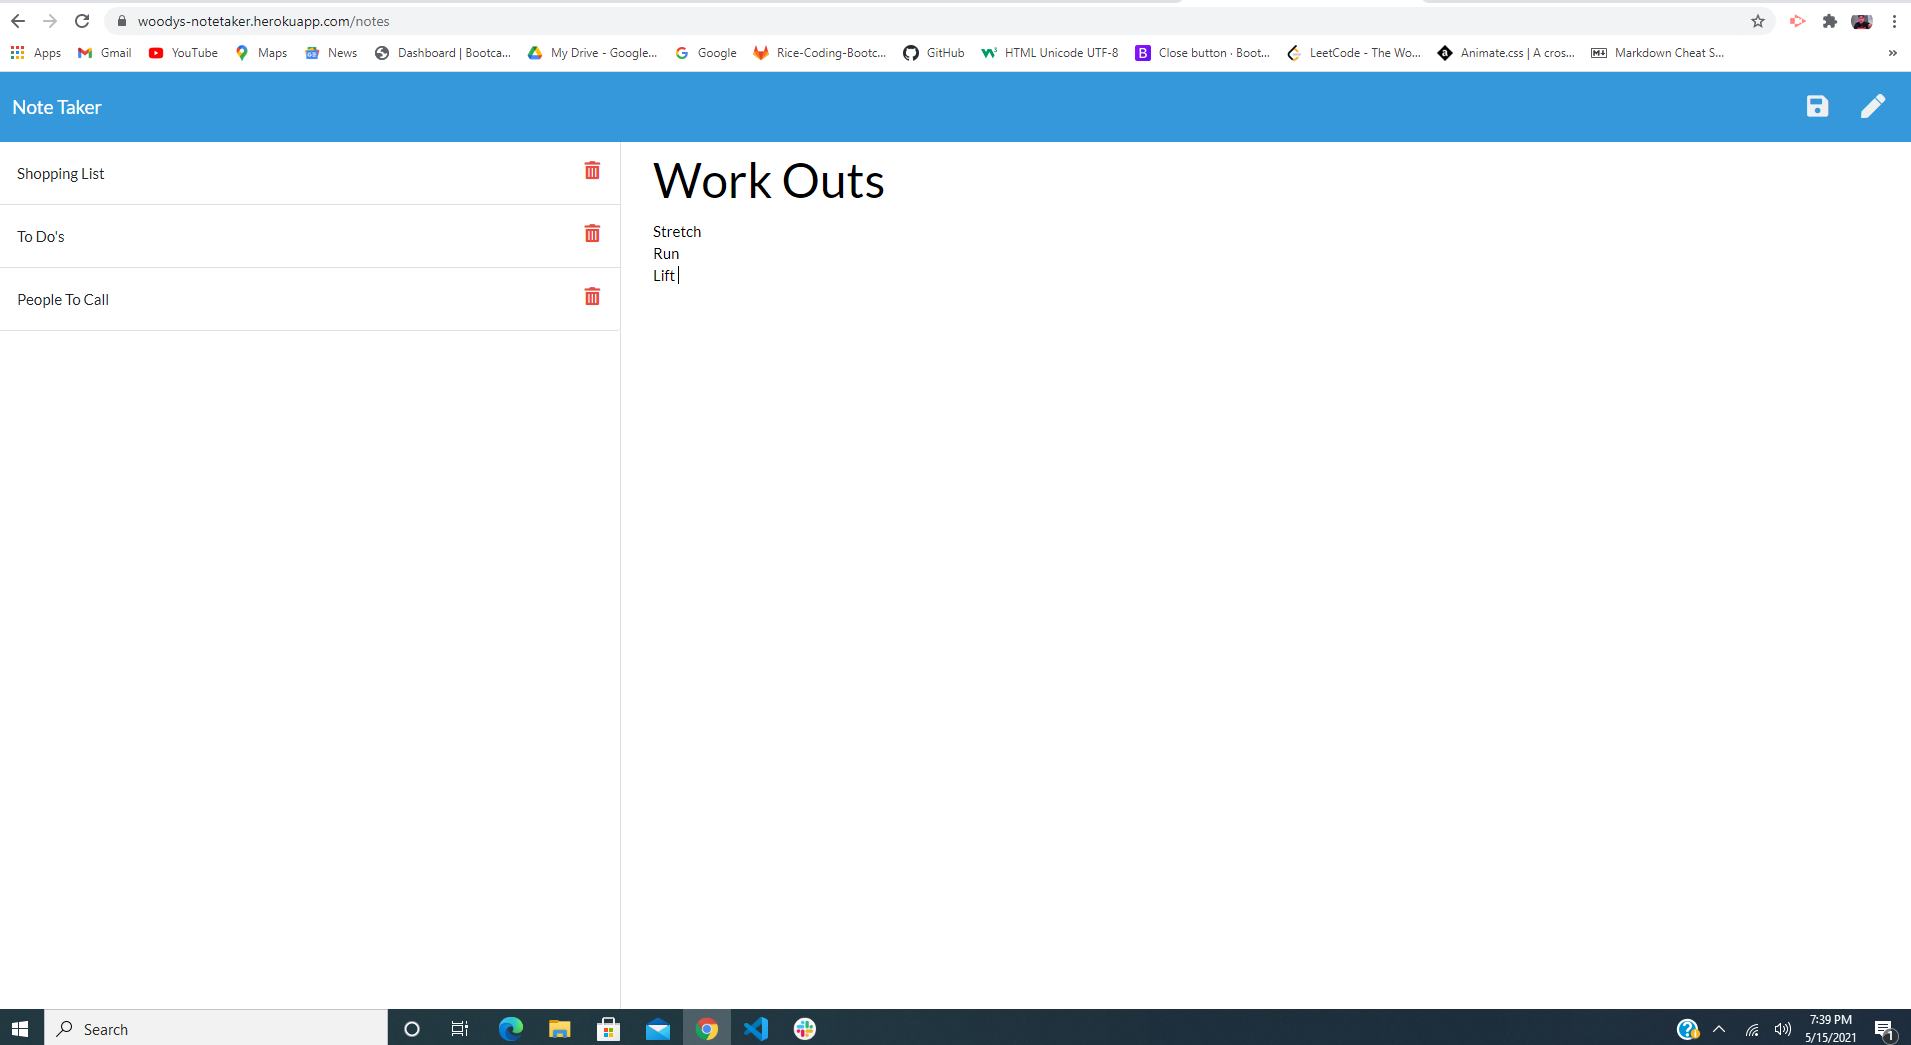 woodys-notetaker.herokuapp.com/notes
Apps Gmail YouTube Maps News Dashboard | Bootca... My Drive - Google... Google Rice-Coding-Bootc... GitHub HTML Unicode UTF-8 Close button · Boot... LeetCode - The Wo... Animate.css | A cros... Markdown Cheat S... »
Note Taker
Shopping List
To Do's
People To Call
Work Outs
Stretch
Run
Lift
Search
7:39 PM
5/15/2021
1